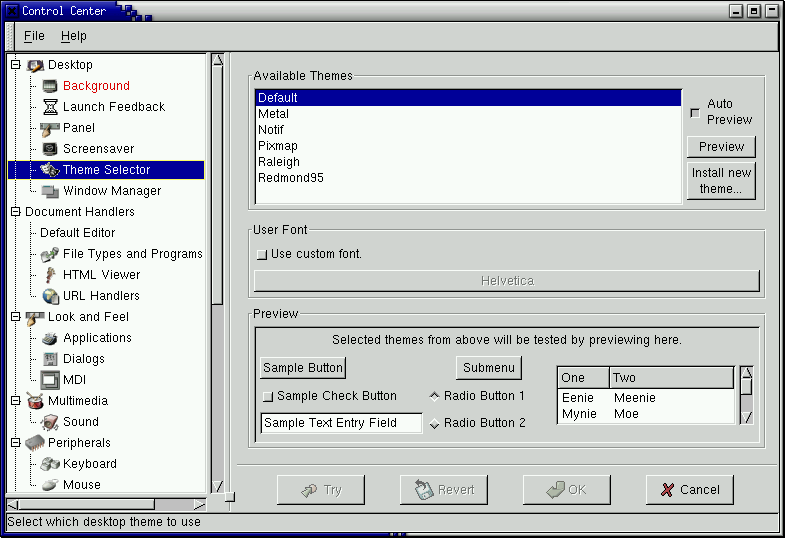 Control Center
File Help
Desktop
Background
Launch Feedback
Panel
Screensaver
Theme Selector
Window Manager
Document Handlers
Default Editor
File Types and Programs
HTML Viewer
URL Handlers
Look and Feel
Applications
Dialogs
MDI
Multimedia
Sound
Peripherals
Keyboard
Mouse
Available Themes
Default
Metal
Notif
Pixmap
Raleigh
Redmond95
Auto
Preview
Preview
Install new
theme...
User Font
Use custom font.
Helvetica
Preview
Selected themes from above will be tested by previewing here.
Sample Button
Submenu
Sample Check Button
Radio Button 1
Sample Text Entry Field
Radio Button 2
One Two
Eenie Meenie
Mynie Moe
Try Revert OK Cancel
Select which desktop theme to use